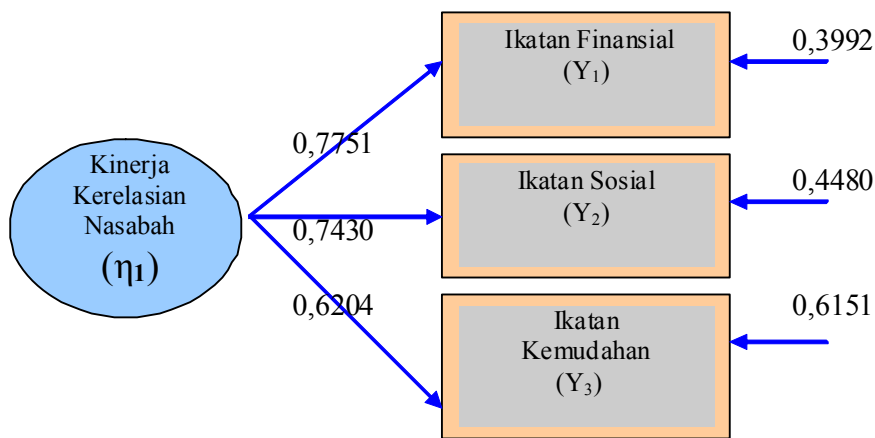 Kinerja
Kerelasian
Nasabah
(η1)
0,7751
0,7430
0,6204
Ikatan Finansial
(Y1)
0,3992
Ikatan Sosial
(Y2)
0,4480
Ikatan
Kemudahan
(Y3)
0,6151